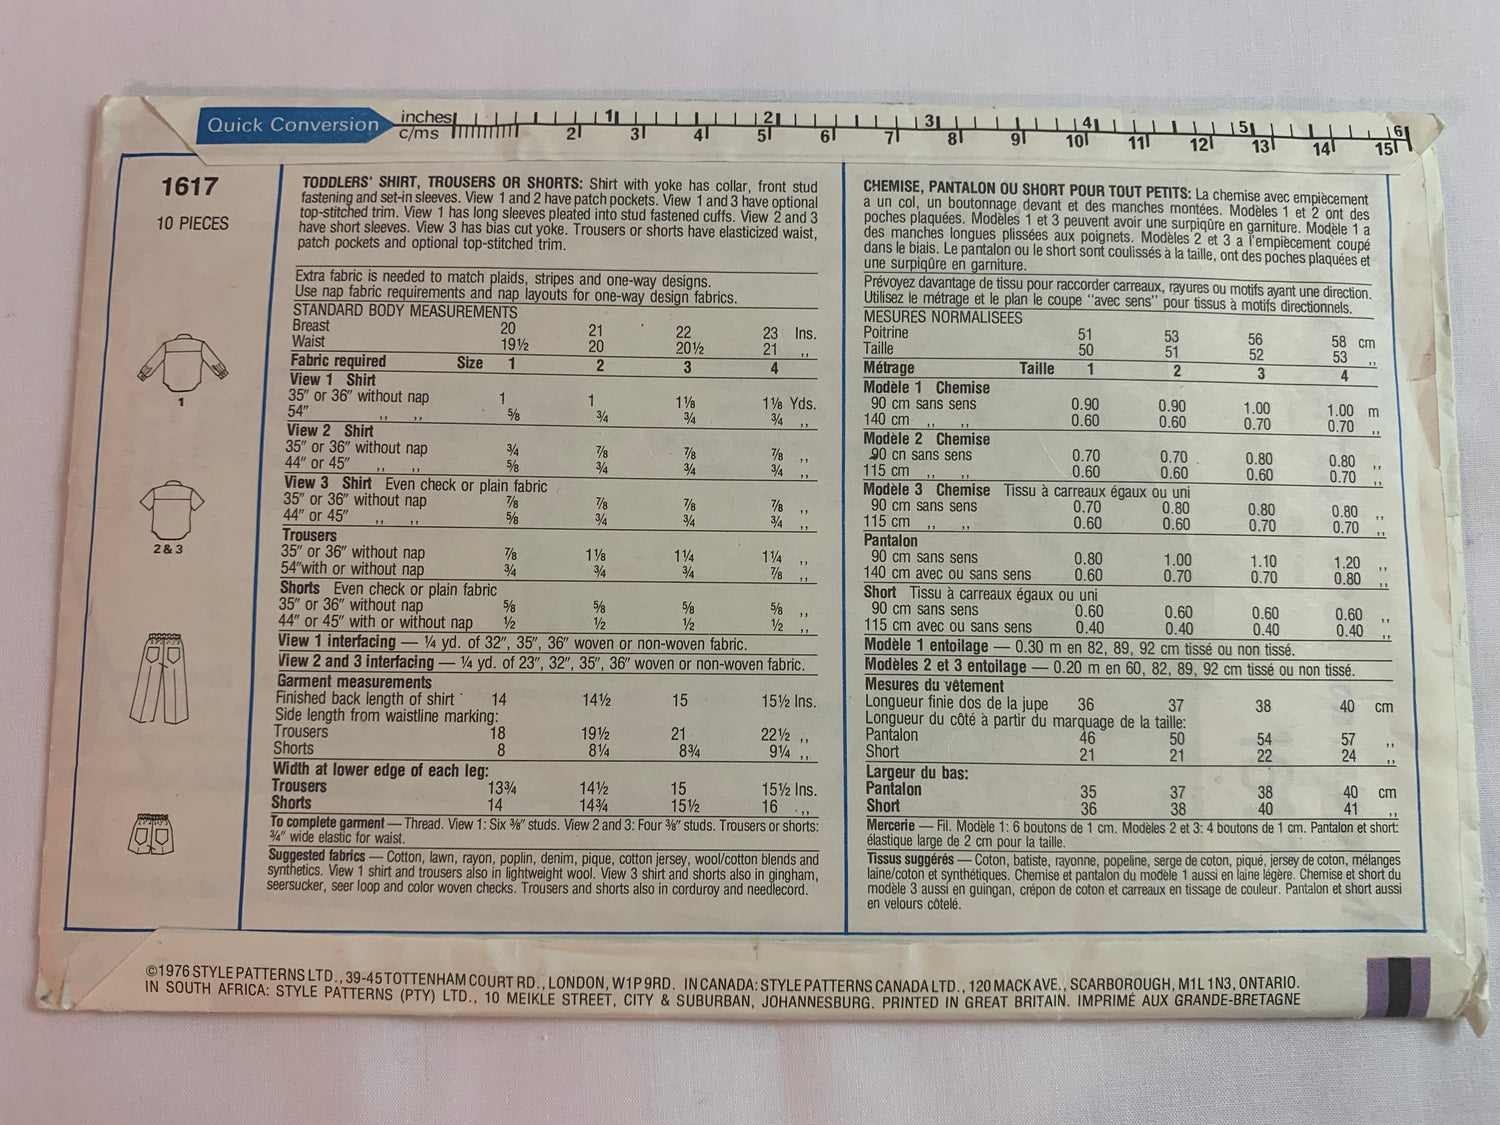 Quick Conversion
inches 1 2 3 4 5 6
c/ms 2 3 4 5 6 7 8 9 10 11 12 13 14 15
1617
10 PIECES
1
2 & 3
TODDLERS' SHIRT, TROUSERS OR SHORTS: Shirt with yoke has collar, front stud
fastening and set-in sleeves. View 1 and 2 have patch pockets. View 1 and 3 have optional
top-stitched trim. View 1 has long sleeves pleated into stud fastened cuffs. View 2 and 3
have short sleeves. View 3 has bias cut yoke. Trousers or shorts have elasticized waist,
patch pockets and optional top-stitched trim.
Extra fabric is needed to match plaids, stripes and one-way designs.
Use nap fabric requirements and nap layouts for one-way design fabrics.
STANDARD BODY MEASUREMENTS
Breast 20 21 22 23 Ins.
Waist 19½ 20 20½ 21 ,,
Fabric required Size 1 2 3 4
View 1 Shirt
35" or 36" without nap 1 1 1⅛ 1⅛ Yds.
54" ,, ,, ⅝ ¾ ¾ ¾ ,,
View 2 Shirt
35" or 36" without nap ¾ ⅞ ⅞ ⅞ ,,
44" or 45" ,, ,, ⅝ ¾ ¾ ¾ ,,
View 3 Shirt Even check or plain fabric
35" or 36" without nap ⅞ ⅞ ⅞ ⅞ ,,
44" or 45" ,, ,, ⅝ ¾ ¾ ¾ ,,
Trousers
35" or 36" without nap ⅞ 1⅛ 1¼ 1¼ ,,
54"with or without nap ¾ ¾ ¾ ⅞ ,,
Shorts Even check or plain fabric
35" or 36" without nap ⅝ ⅝ ⅝ ⅝ ,,
44" or 45" with or without nap ½ ½ ½ ½ ,,
View 1 interfacing — ¼ yd. of 32", 35", 36" woven or non-woven fabric.
View 2 and 3 interfacing — ¼ yd. of 23", 32", 35", 36" woven or non-woven fabric.
Garment measurements
Finished back length of shirt 14 14½ 15 15½ Ins.
Side length from waistline marking:
Trousers 18 19½ 21 22½ ,,
Shorts 8 8¼ 8¾ 9¼ ,,
Width at lower edge of each leg:
Trousers 13¾ 14½ 15 15½ Ins.
Shorts 14 14¾ 15½ 16 ,,
To complete garment — Thread. View 1: Six ⅜" studs. View 2 and 3: Four ⅜" studs. Trousers or shorts:
¾" wide elastic for waist.
Suggested fabrics — Cotton, lawn, rayon, poplin, denim, pique, cotton jersey, wool/cotton blends and
synthetics. View 1 shirt and trousers also in lightweight wool. View 3 shirt and shorts also in gingham,
seersucker, seer loop and color woven checks. Trousers and shorts also in corduroy and needlecord.
CHEMISE, PANTALON OU SHORT POUR TOUT PETITS: La chemise avec empiècement
a un col, un boutonnage devant et des manches montées. Modèles 1 et 2 ont des
poches plaquées. Modèles 1 et 3 peuvent avoir une surpiqûre en garniture. Modèle 1 a
des manches longues plissées aux poignets. Modèles 2 et 3 a l'empiècement coupé
dans le biais. Le pantalon ou le short sont coulissés à la taille, ont des poches plaquées et
une surpiqûre en garniture.
Prévoyez davantage de tissu pour raccorder carreaux, rayures ou motifs ayant une direction.
Utilisez le métrage et le plan le coupe "avec sens" pour tissus à motifs directionnels.
MESURES NORMALISEES
Poitrine 51 53 56 58 cm
Taille 50 51 52 53 ,,
Métrage Taille 1 2 3 4
Modèle 1 Chemise
90 cm sans sens 0.90 0.90 1.00 1.00 m
140 cm ,, ,, 0.60 0.60 0.70 0.70 ,,
Modèle 2 Chemise
90 cn sans sens 0.70 0.70 0.80 0.80 ,,
115 cm ,, ,, 0.60 0.60 0.60 0.70 ,,
Modèle 3 Chemise Tissu à carreaux égaux ou uni
90 cm sans sens 0.70 0.80 0.80 0.80 ,,
115 cm ,, ,, 0.60 0.60 0.70 0.70 ,,
Pantalon
90 cm sans sens 0.80 1.00 1.10 1.20 ,,
140 cm avec ou sans sens 0.60 0.70 0.70 0.80 ,,
Short Tissu à carreaux égaux ou uni
90 cm sans sens 0.60 0.60 0.60 0.60 ,,
115 cm avec ou sans sens 0.40 0.40 0.40 0.40 ,,
Modèle 1 entoilage — 0.30 m en 82, 89, 92 cm tissé ou non tissé.
Modèles 2 et 3 entoilage — 0.20 m en 60, 82, 89, 92 cm tissé ou non tissé.
Mesures du vêtement
Longueur finie dos de la jupe 36 37 38 40 cm
Longueur du côté à partir du marquage de la taille:
Pantalon 46 50 54 57 ,,
Short 21 21 22 24 ,,
Largeur du bas:
Pantalon 35 37 38 40 cm
Short 36 38 40 41 ,,
Mercerie — Fil. Modèle 1: 6 boutons de 1 cm. Modèles 2 et 3: 4 boutons de 1 cm. Pantalon et short:
élastique large de 2 cm pour la taille.
Tissus suggérés — Coton, batiste, rayonne, popeline, serge de coton, piqué, jersey de coton, mélanges
laine/coton et synthétiques. Chemise et pantalon du modèle 1 aussi en laine légère. Chemise et short du
modèle 3 aussi en guingan, crépon de coton et carreaux en tissage de couleur. Pantalon et short aussi
en velours côtelé.
©1976 STYLE PATTERNS LTD., 39-45 TOTTENHAM COURT RD., LONDON, W1P 9RD. IN CANADA: STYLE PATTERNS CANADA LTD., 120 MACK AVE., SCARBOROUGH, M1L 1N3, ONTARIO.
IN SOUTH AFRICA: STYLE PATTERNS (PTY) LTD., 10 MEIKLE STREET, CITY & SUBURBAN, JOHANNESBURG. PRINTED IN GREAT BRITAIN. IMPRIMÉ AUX GRANDE-BRETAGNE